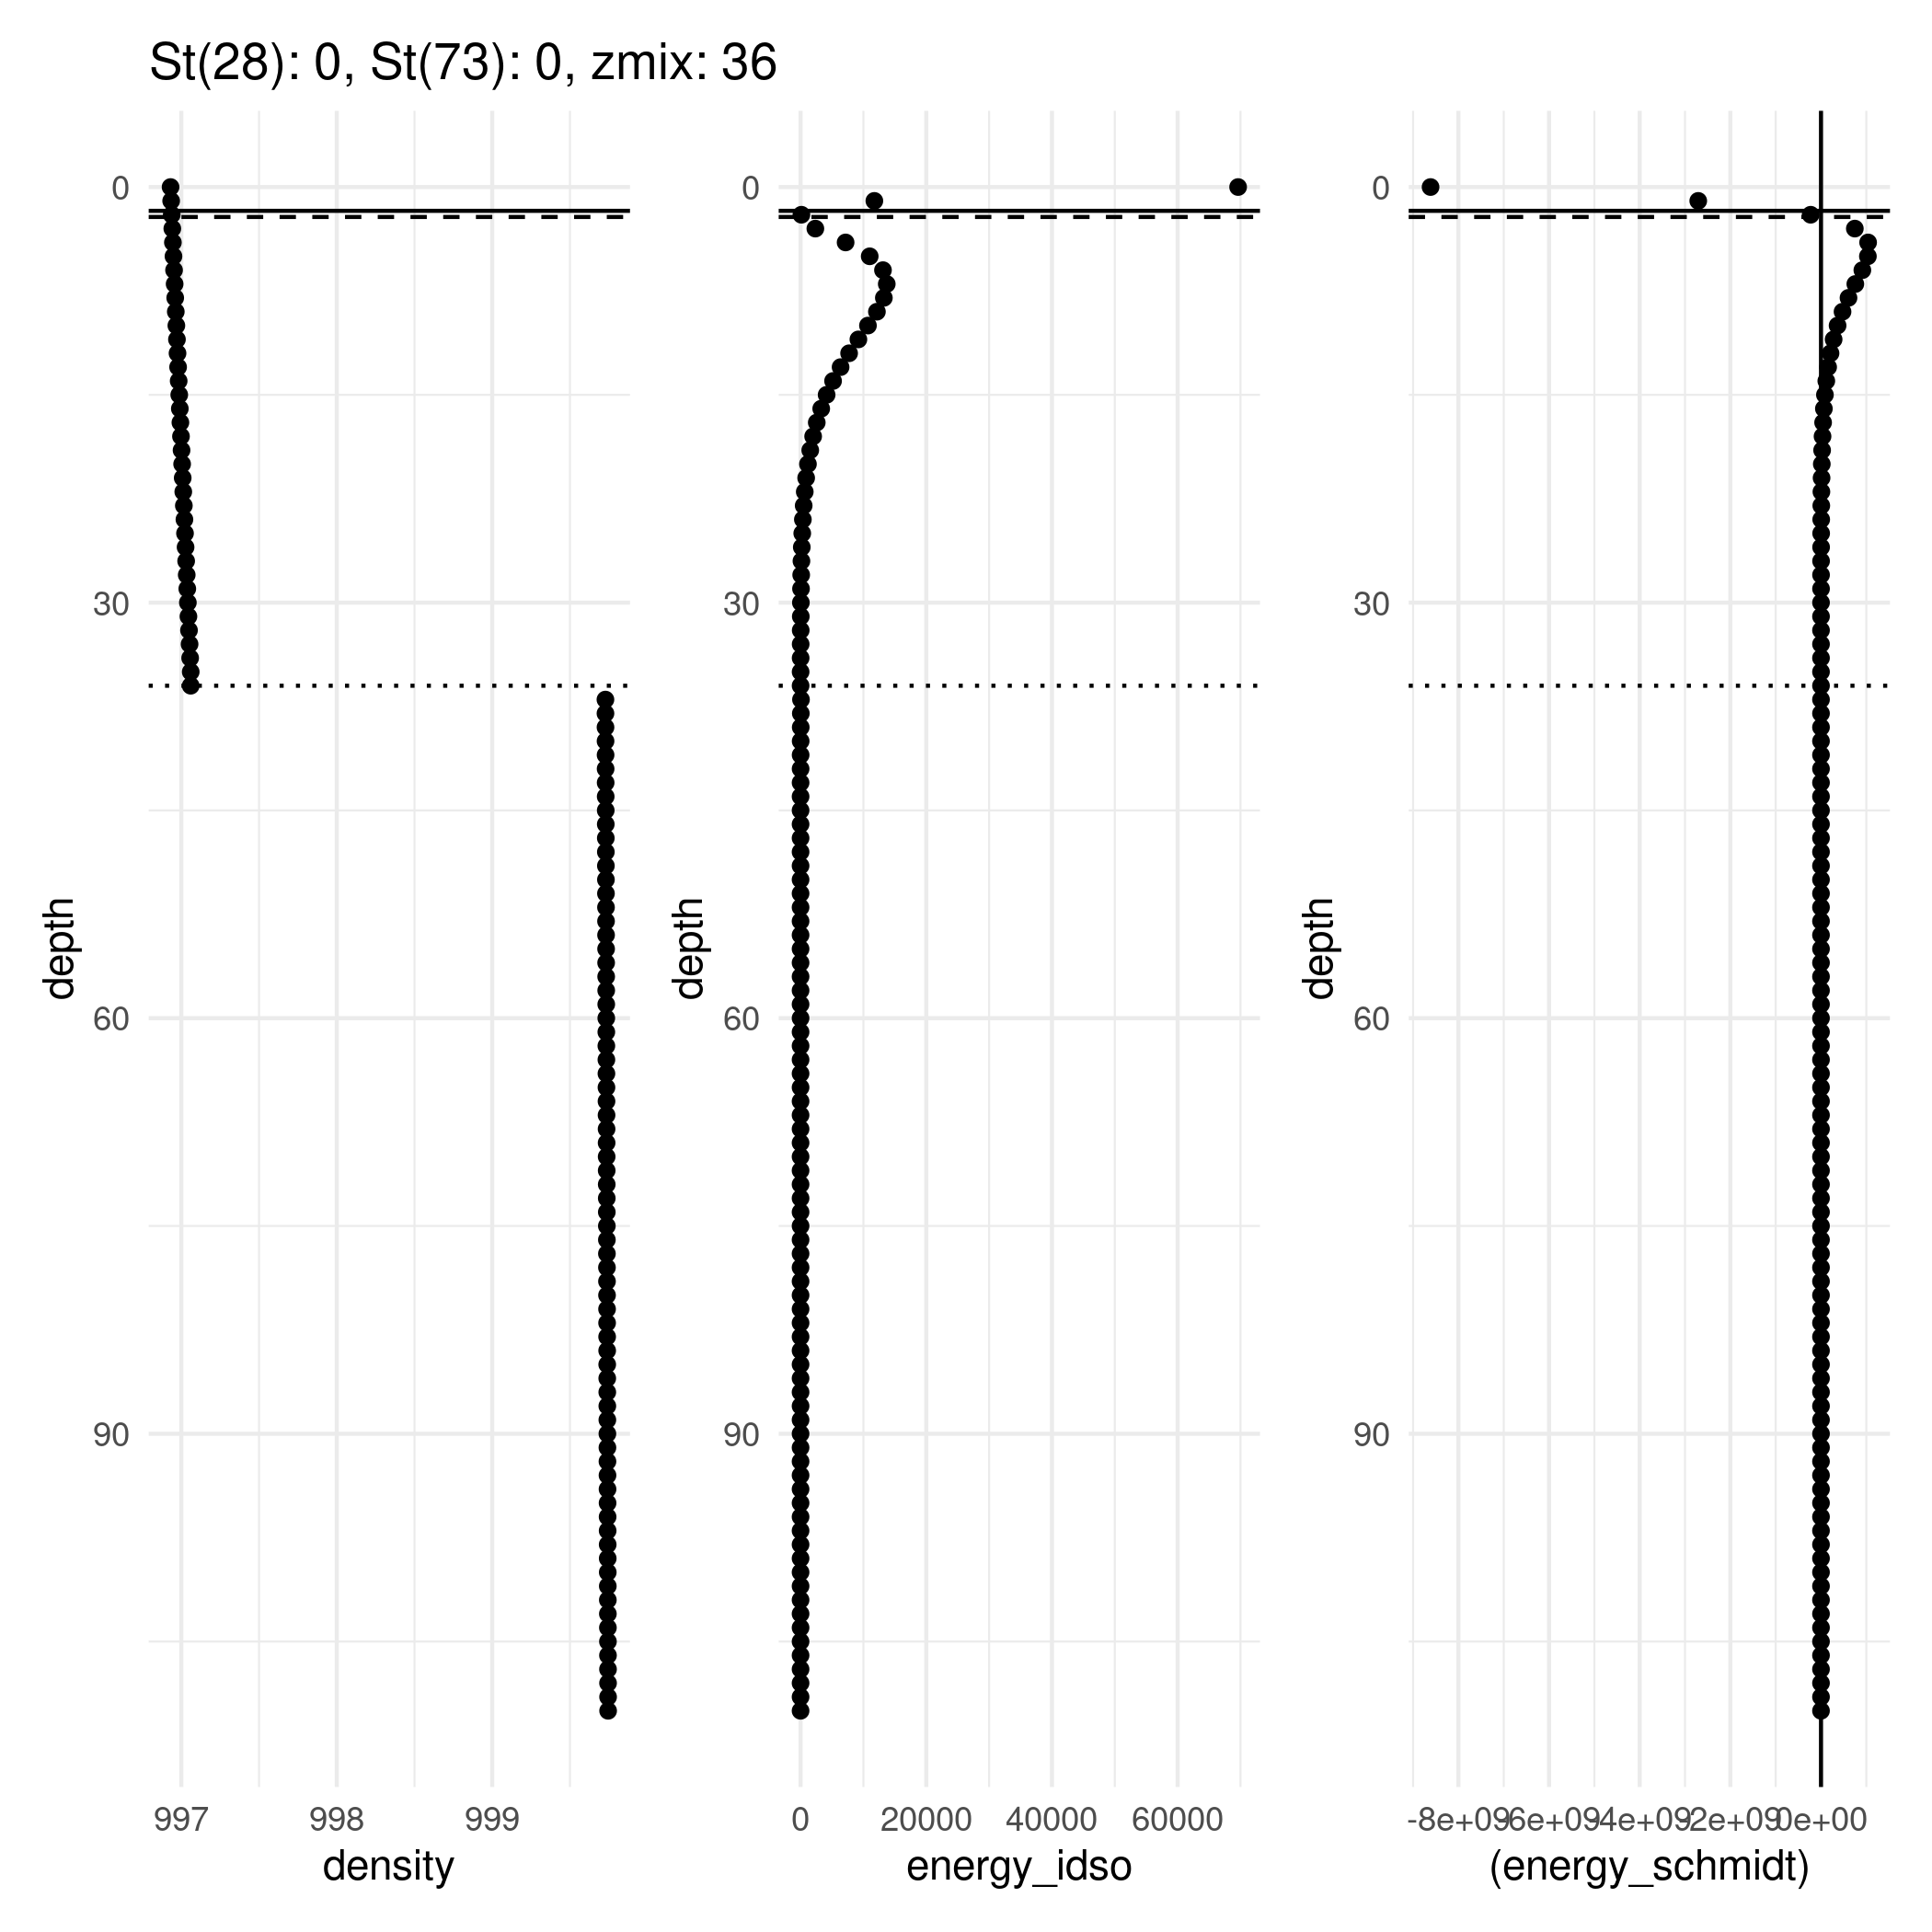 St(28): 0, St(73): 0, zmix: 36
0
30
60
90
depth
997 998 999
density
0
30
60
90
depth
0 20000 40000 60000
energy_idso
0
30
60
90
depth
-8e+09 -6e+09 -4e+09 -2e+09 0e+00
(energy_schmidt)